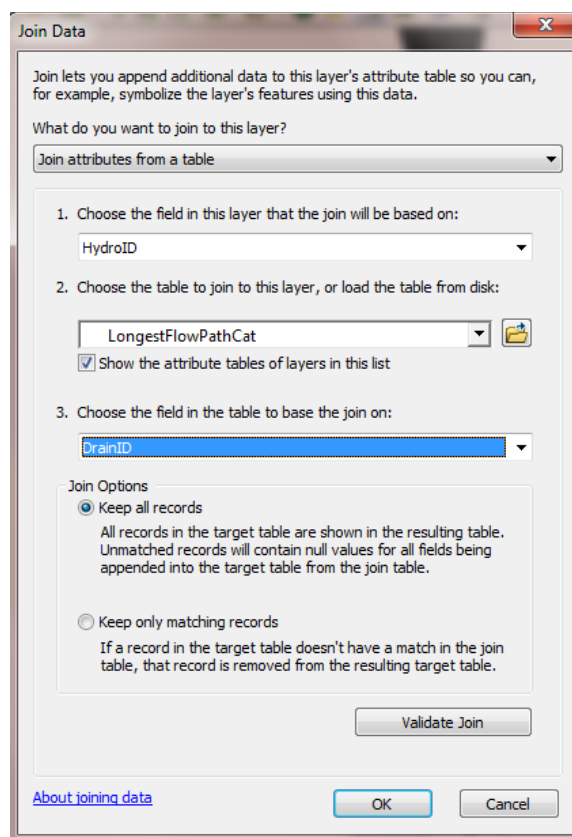 Join Data
Join lets you append additional data to this layer's attribute table so you can,
for example, symbolize the layer's features using this data.
What do you want to join to this layer?
Join attributes from a table
1. Choose the field in this layer that the join will be based on:
HydroID
2. Choose the table to join to this layer, or load the table from disk:
LongestFlowPathCat
Show the attribute tables of layers in this list
3. Choose the field in the table to base the join on:
DrainID
Join Options
Keep all records
All records in the target table are shown in the resulting table.
Unmatched records will contain null values for all fields being
appended into the target table from the join table.
Keep only matching records
If a record in the target table doesn't have a match in the join
table, that record is removed from the resulting target table.
Validate Join
About joining data
OK
Cancel